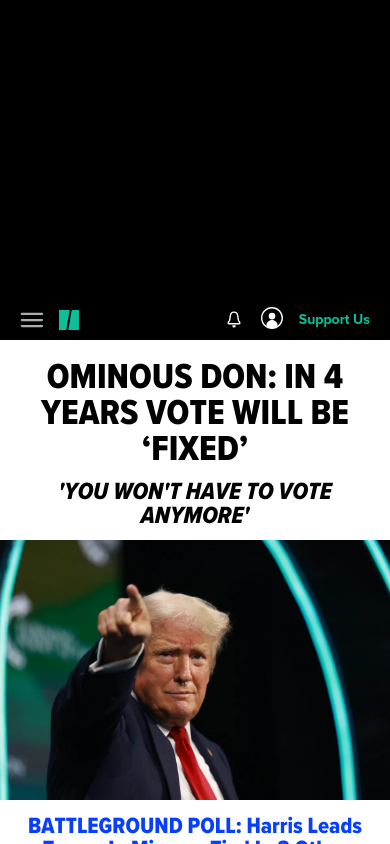 Support Us
OMINOUS DON: IN 4
YEARS VOTE WILL BE
‘FIXED’
'YOU WON'T HAVE TO VOTE
ANYMORE'
BATTLEGROUND POLL: Harris Leads